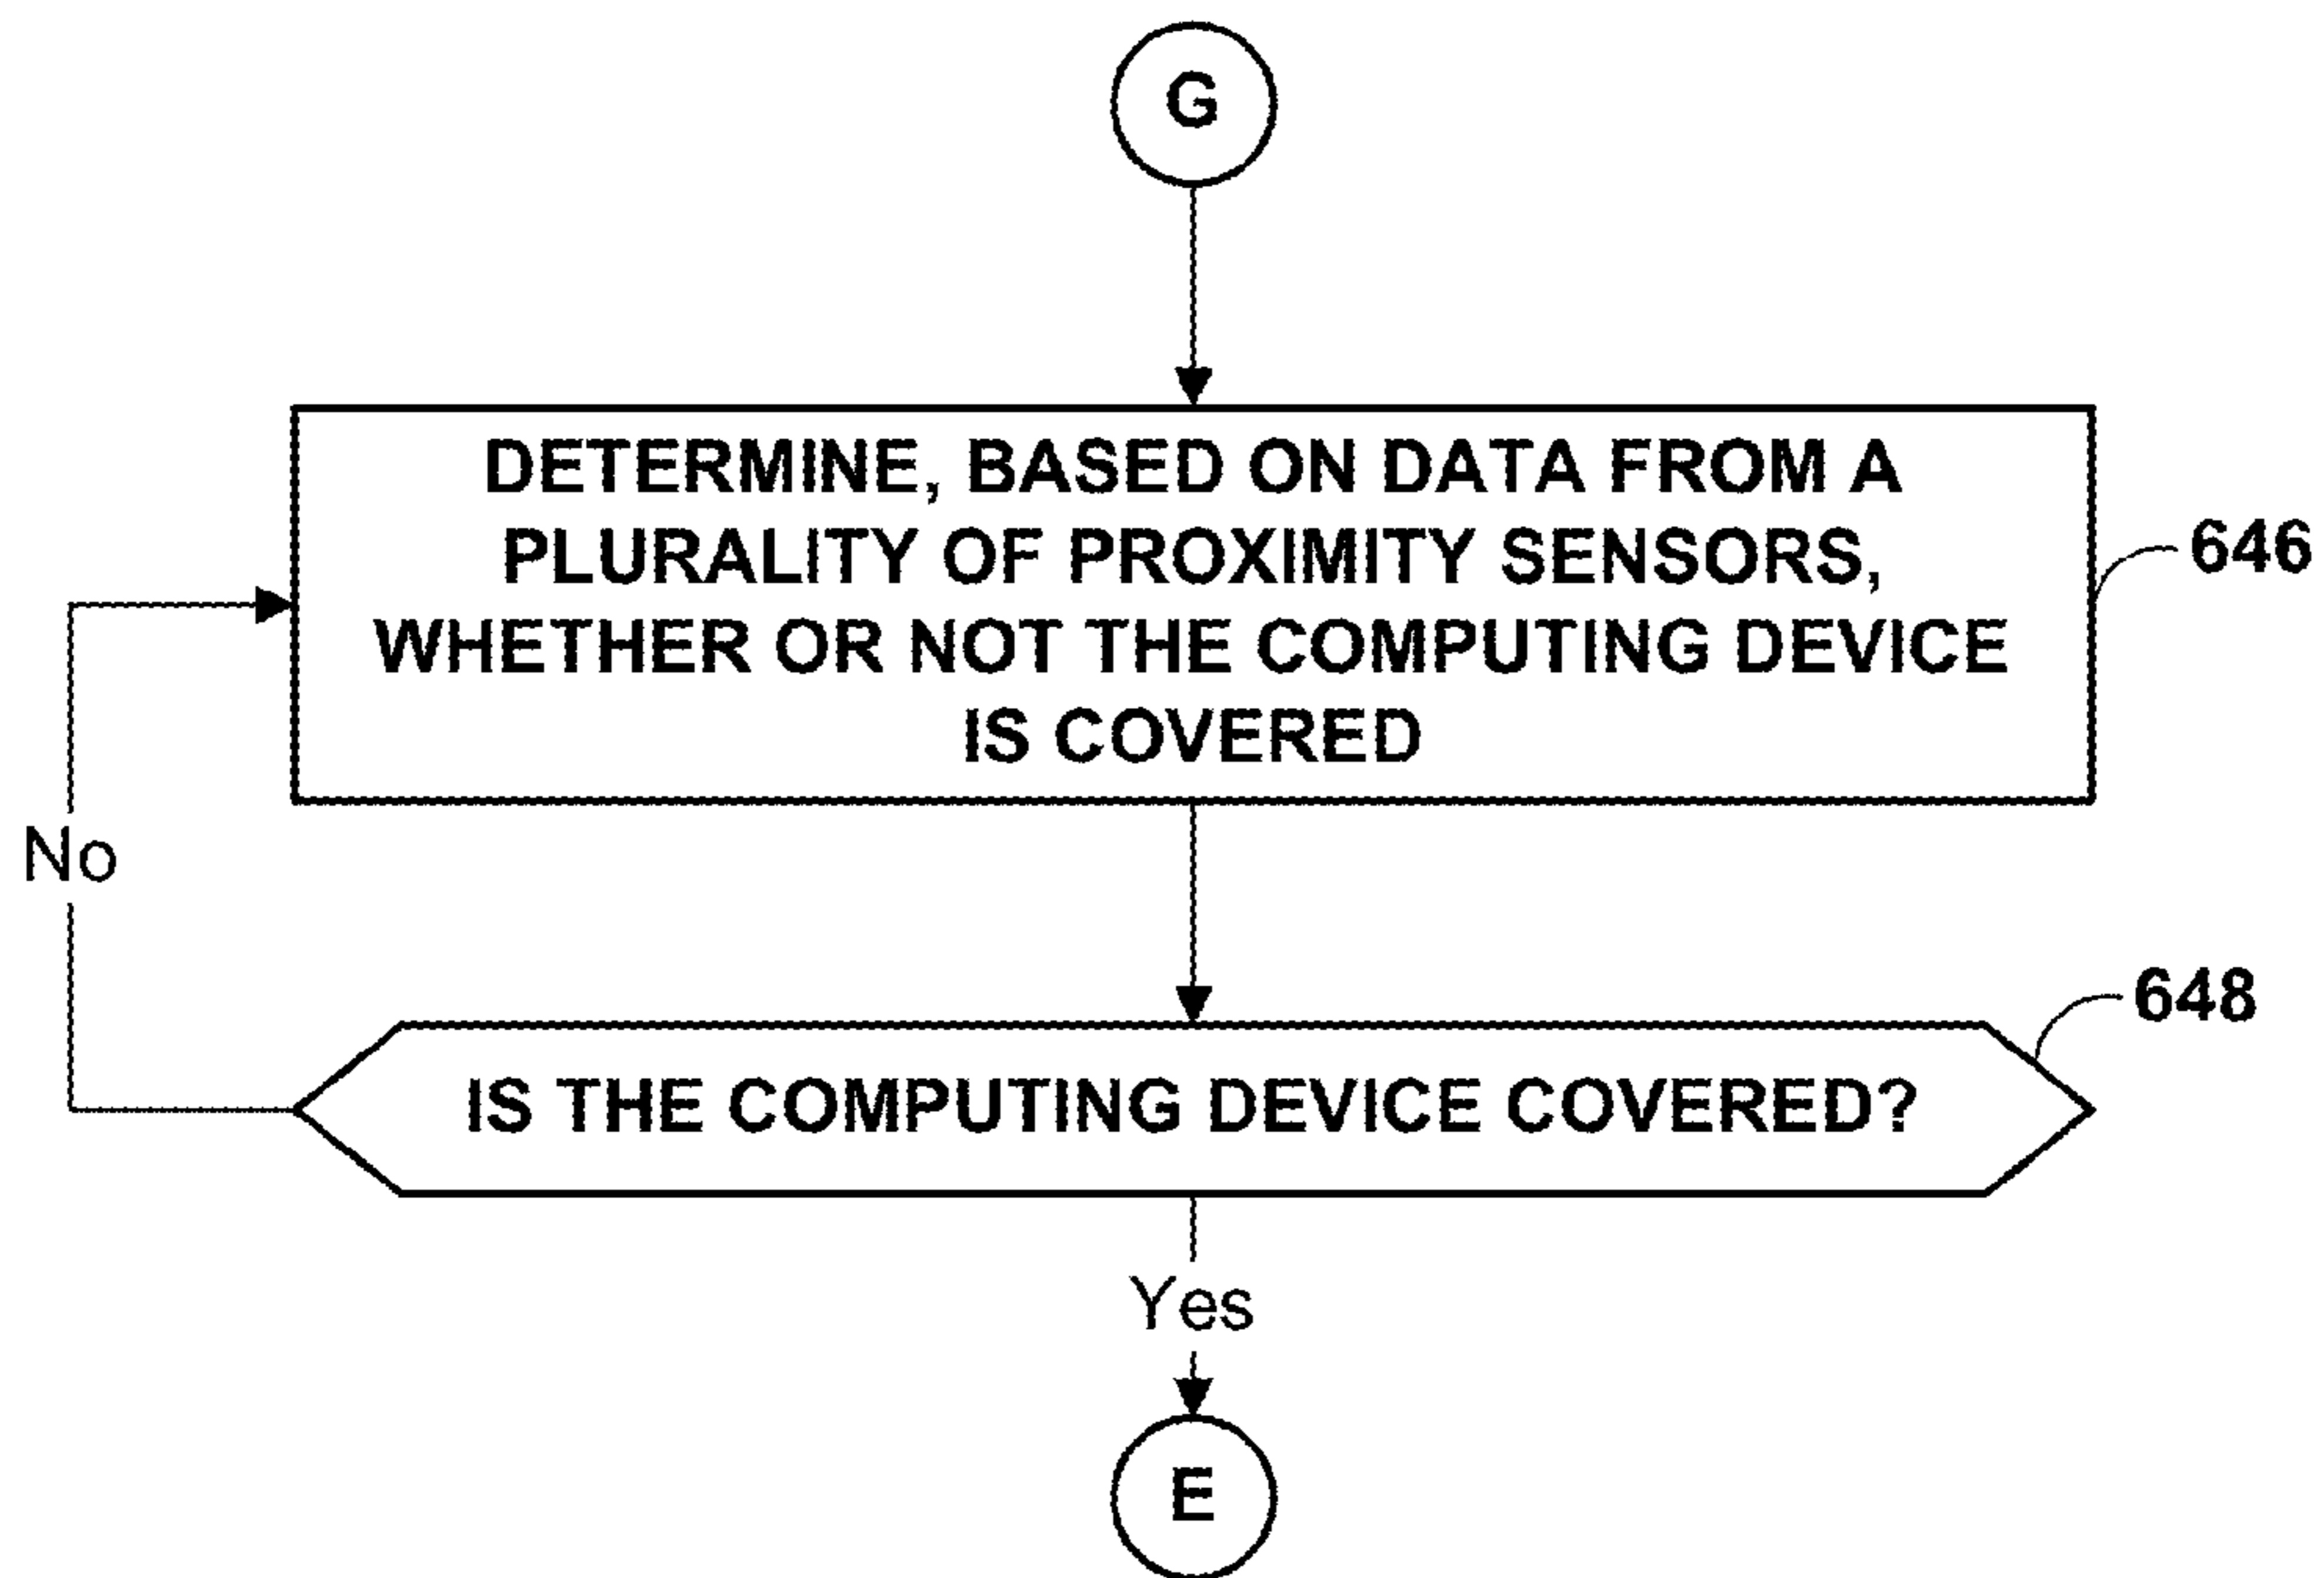 G
DETERMINE, BASED ON DATA FROM A
PLURALITY OF PROXIMITY SENSORS,
WHETHER OR NOT THE COMPUTING DEVICE
IS COVERED
646
No
648
IS THE COMPUTING DEVICE COVERED?
Yes
E